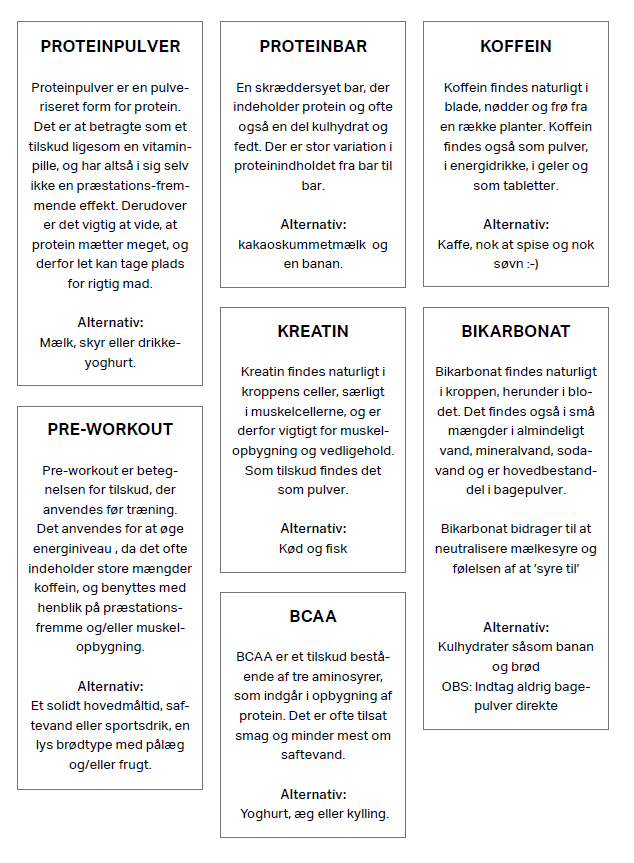 PROTEINPULVER
Proteinpulver er en pulve-
riseret form for protein.
Det er at betragte som et
tilskud ligesom en vitamin-
pille, og har altså i sig selv
ikke en præstations-frem-
mende effekt. Derudover
er det vigtig at vide, at
protein mætter meget, og
derfor let kan tage plads
for rigtig mad.
Alternativ:
Mælk, skyr eller drikke-
yoghurt.
PRE-WORKOUT
Pre-workout er beteg-
nelsen for tilskud, der
anvendes før træning.
Det anvendes for at øge
energiniveau , da det ofte
indeholder store mængder
koffein, og benyttes med
henblik på præstations-
fremme og/eller muskel-
opbygning.
Alternativ:
Et solidt hovedmåltid, saf-
tevand eller sportsdrik, en
lys brødtype med pålæg
og/eller frugt.
PROTEINBAR
En skræddersyet bar, der
indeholder protein og ofte
også en del kulhydrat og
fedt. Der er stor variation i
proteinindholdet fra bar til
bar.
Alternativ:
kakaoskummetmælk og
en banan.
KREATIN
Kreatin findes naturligt i
kroppens celler, særligt
i muskelcellerne, og er
derfor vigtigt for muskel-
opbygning og vedligehold.
Som tilskud findes det
som pulver.
Alternativ:
Kød og fisk
BCAA
BCAA er et tilskud bestå-
ende af tre aminosyrer,
som indgår i opbygning af
protein. Det er ofte tilsat
smag og minder mest om
saftevand.
Alternativ:
Yoghurt, æg eller kylling.
KOFFEIN
Koffein findes naturligt i
blade, nødder og frø fra
en række planter. Koffein
findes også som pulver,
i energidrikke, i geler og
som tabletter.
Alternativ:
Kaffe, nok at spise og nok
søvn :-)
BIKARBONAT
Bikarbonat findes naturligt
i kroppen, herunder i blo-
det. Det findes også i små
mængder i almindeligt
vand, mineralvand, soda-
vand og er hovedbestand-
del i bagepulver.
Bikarbonat bidrager til at
neutralisere mælkesyre og
følelsen af at 'syre til'
Alternativ:
Kulhydrater såsom banan
og brød
OBS: Indtag aldrig bage-
pulver direkte